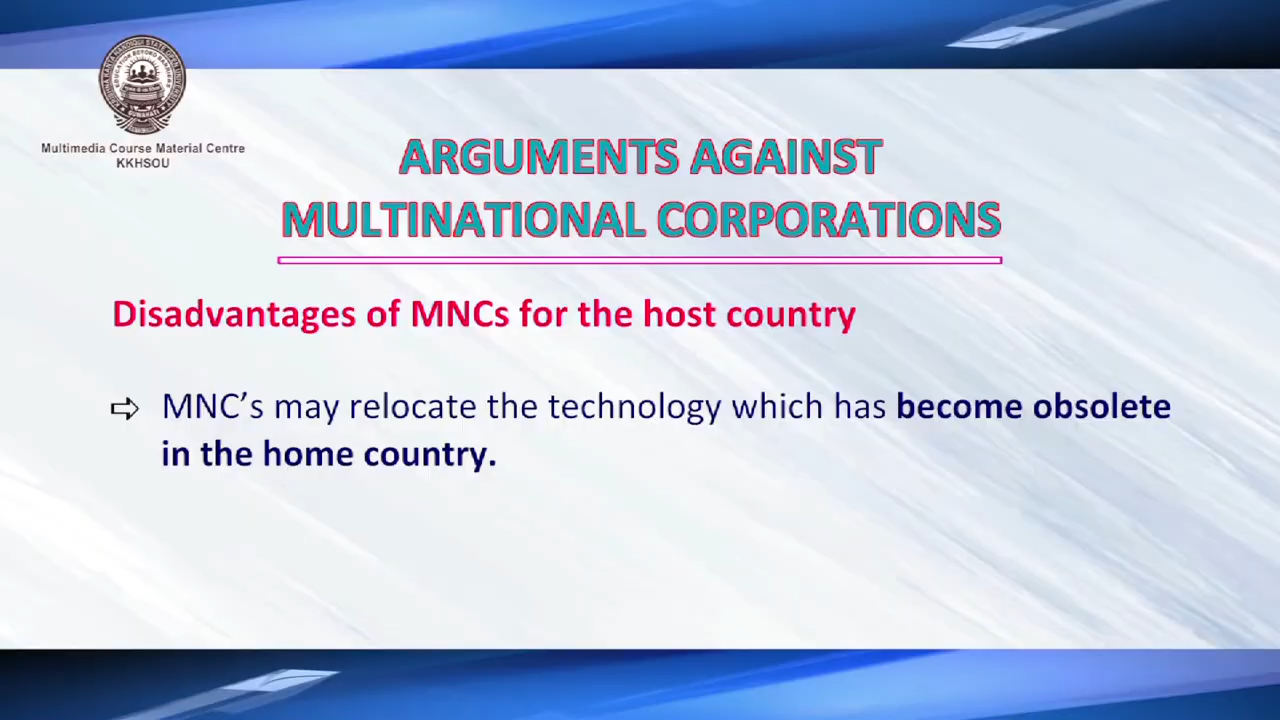 Multimedia Course Material Centre
KKHSOU
ARGUMENTS AGAINST
MULTINATIONAL CORPORATIONS
Disadvantages of MNCs for the host country
⇨ MNC’s may relocate the technology which has become obsolete
in the home country.